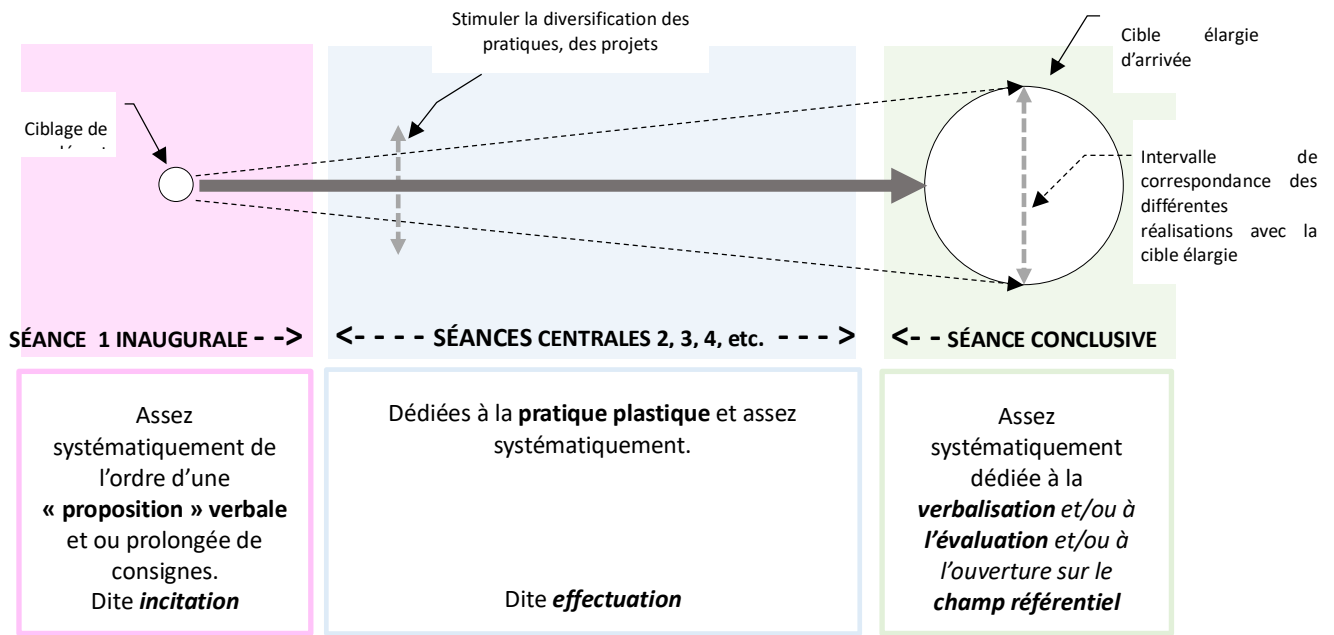 Stimuler la diversification des
pratiques, des projets
Cible élargie
d’arrivée
Ciblage de
Intervalle de
correspondance des
différentes
réalisations avec la
cible élargie
SÉANCE 1 INAUGURALE - ->
<- - - - SÉANCES CENTRALES 2, 3, 4, etc. - - - >
<- - SÉANCE CONCLUSIVE
Assez
systématiquement de
l’ordre d’une
« proposition » verbale
et ou prolongée de
consignes.
Dite incitation
Dédiées à la pratique plastique et assez
systématiquement.
Dite effectuation
Assez
systématiquement
dédiée à la
verbalisation et/ou à
l’évaluation et/ou à
l’ouverture sur le
champ référentiel